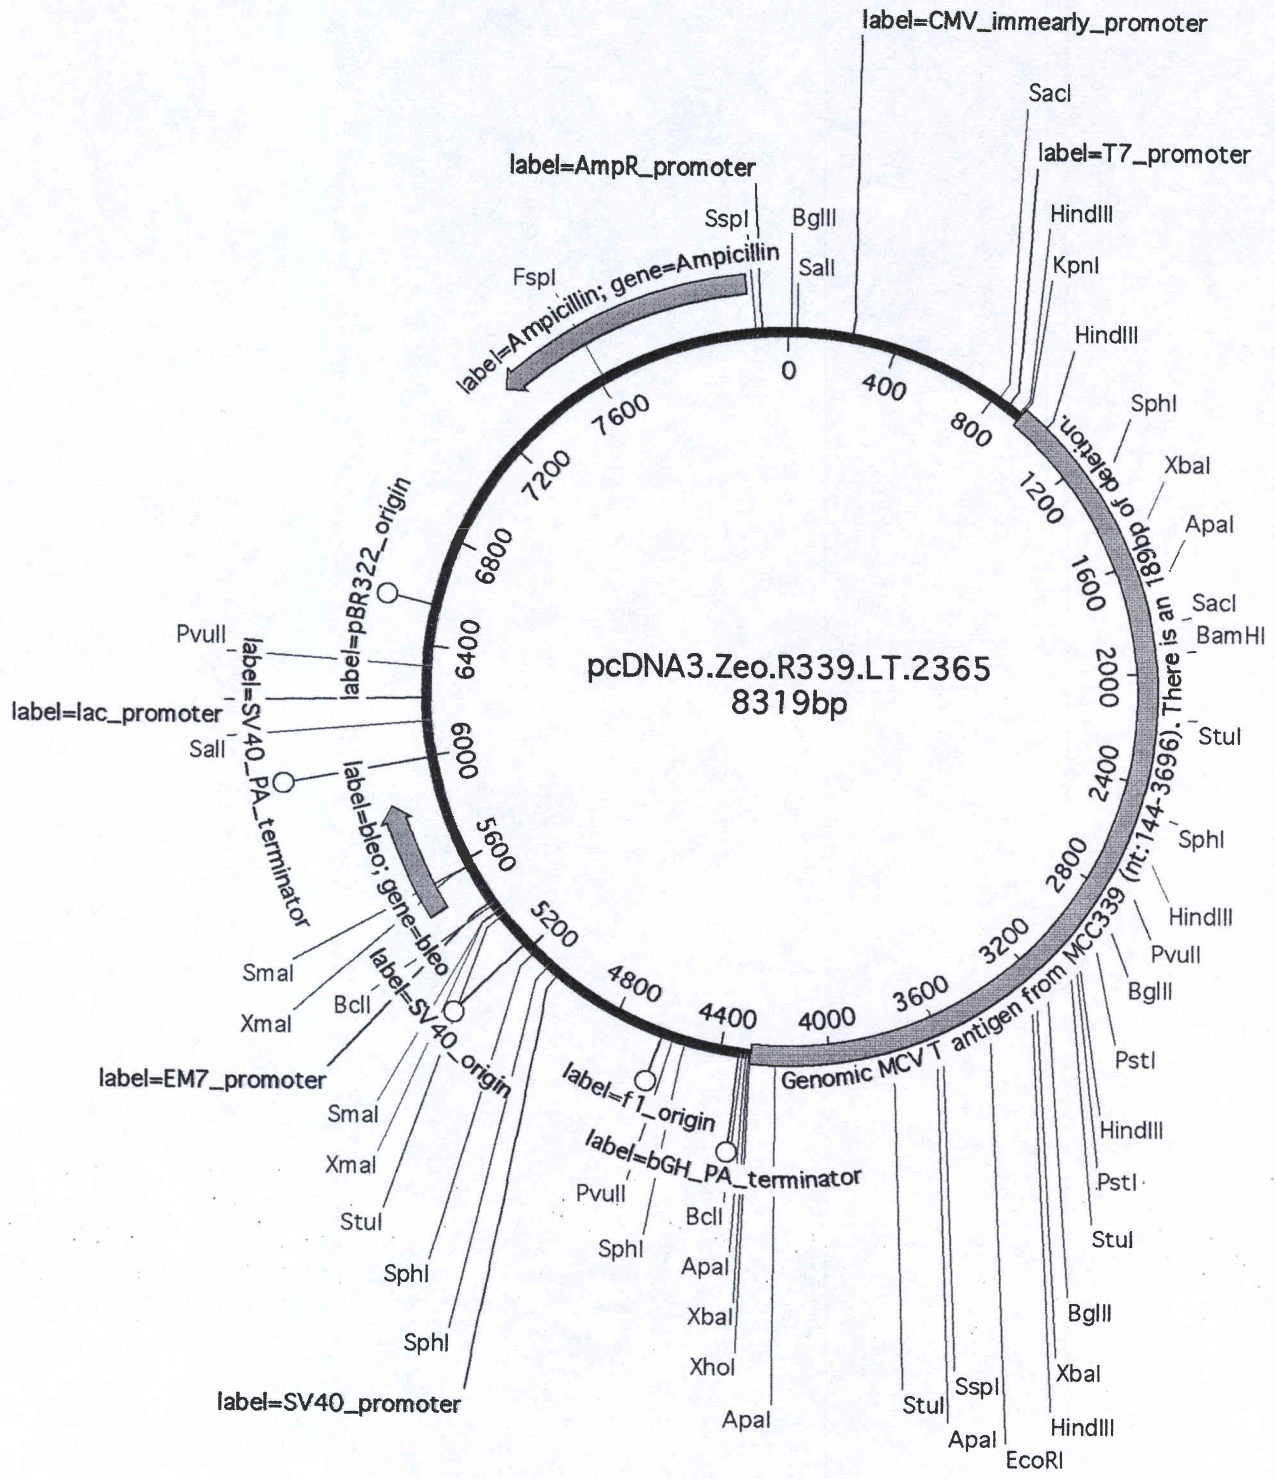 label=CMV_immearly_promoter
SacI
label=T7_promoter
label=AmpR_promoter
HindIII
SspI
BglII
KpnI
SalI
FspI
label=Ampicillin; gene=Ampicillin
HindIII
0
400
800
SphI
XbaI
ApaI
SacI
BamHI
StuI
SphI
HindIII
PvuII
BglII
PstI
HindIII
PstI
StuI
BglII
XbaI
HindIII
EcoRI
SspI
ApaI
StuI
ApaI
1200
1600
2000
2400
2800
3200
3600
4000
4400
4800
5200
5600
6000
6400
6800
7200
7600
pcDNA3.Zeo.R339.LT.2365
8319bp
Genomic MCV T antigen from MCC339 (nt:144-3696). There is an 189bp of deletion.
label=pBR322_origin
PvuII
label=lac_promoter
SalI
label=SV40_PA_terminator
label=bleo; gene=bleo
SmaI
XmaI
BclI
label=EM7_promoter
label=SV40_origin
SmaI
XmaI
StuI
SphI
SphI
label=SV40_promoter
label=f1_origin
label=bGH_PA_terminator
PvuII
SphI
BclI
ApaI
XbaI
XhoI